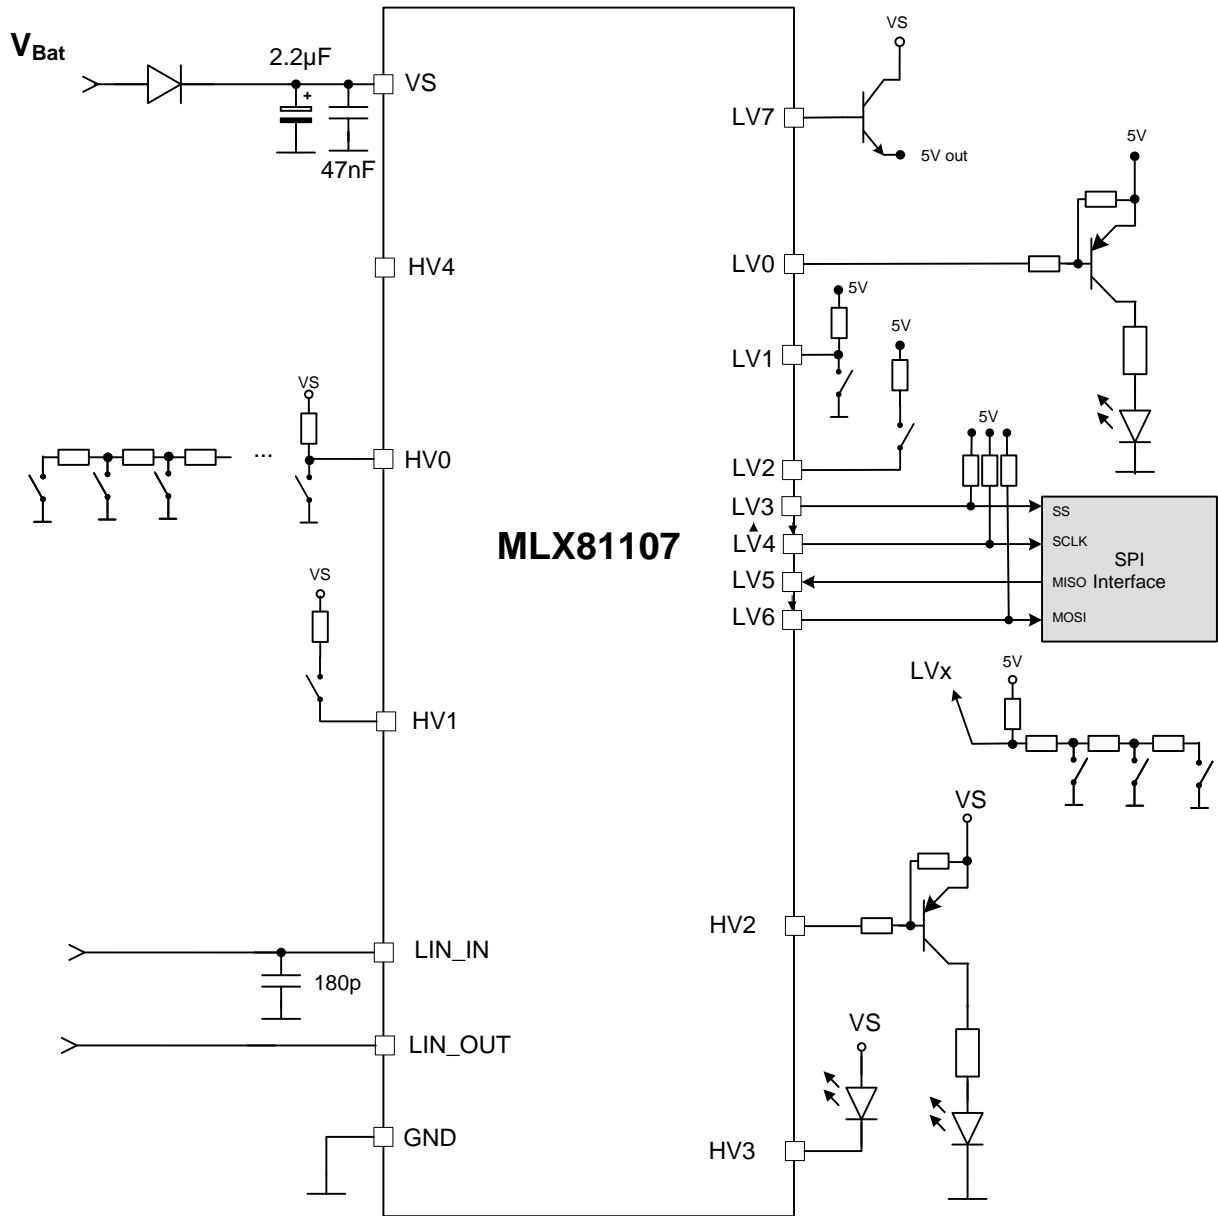 V Bat
2.2µF
+
47nF
VS
HV4
VS
...
HV0
VS
HV1
LIN_IN
180p
LIN_OUT
GND
MLX81107
VS
LV7
5V out
5V
LV0
5V
LV1
5V
LV2
5V
LV3
LV4
LV5
LV6
SS
SCLK
MISO
MOSI
SPI
Interface
LVx
5V
VS
HV2
VS
HV3